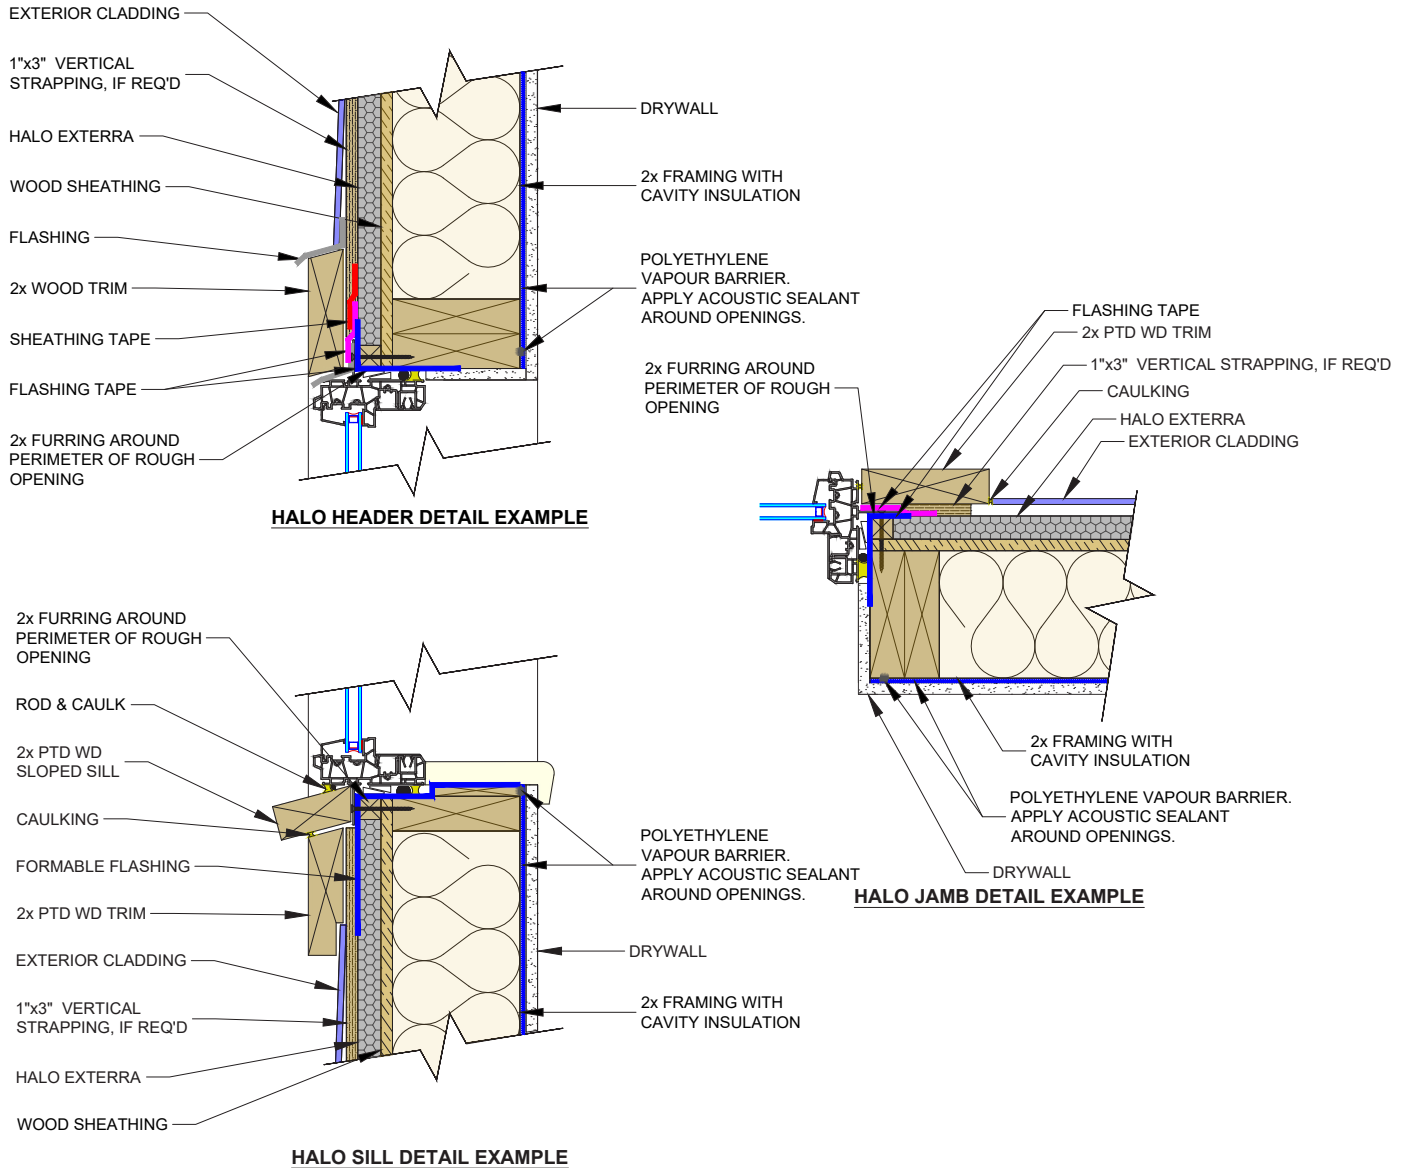 EXTERIOR CLADDING
1"x3" VERTICAL
STRAPPING, IF REQ'D
HALO EXTERRA
WOOD SHEATHING
FLASHING
2x WOOD TRIM
SHEATHING TAPE
FLASHING TAPE
2x FURRING AROUND
PERIMETER OF ROUGH
OPENING
DRYWALL
2x FRAMING WITH
CAVITY INSULATION
POLYETHYLENE
VAPOUR BARRIER.
APPLY ACOUSTIC SEALANT
AROUND OPENINGS.
HALO HEADER DETAIL EXAMPLE
FLASHING TAPE
2x PTD WD TRIM
1"x3" VERTICAL STRAPPING, IF REQ'D
CAULKING
HALO EXTERRA
EXTERIOR CLADDING
2x FURRING AROUND
PERIMETER OF ROUGH
OPENING
2x FRAMING WITH
CAVITY INSULATION
POLYETHYLENE VAPOUR BARRIER.
APPLY ACOUSTIC SEALANT
AROUND OPENINGS.
DRYWALL
HALO JAMB DETAIL EXAMPLE
2x FURRING AROUND
PERIMETER OF ROUGH
OPENING
ROD & CAULK
2x PTD WD
SLOPED SILL
CAULKING
FORMABLE FLASHING
2x PTD WD TRIM
EXTERIOR CLADDING
1"x3" VERTICAL
STRAPPING, IF REQ'D
HALO EXTERRA
WOOD SHEATHING
POLYETHYLENE
VAPOUR BARRIER.
APPLY ACOUSTIC SEALANT
AROUND OPENINGS.
DRYWALL
2x FRAMING WITH
CAVITY INSULATION
HALO SILL DETAIL EXAMPLE